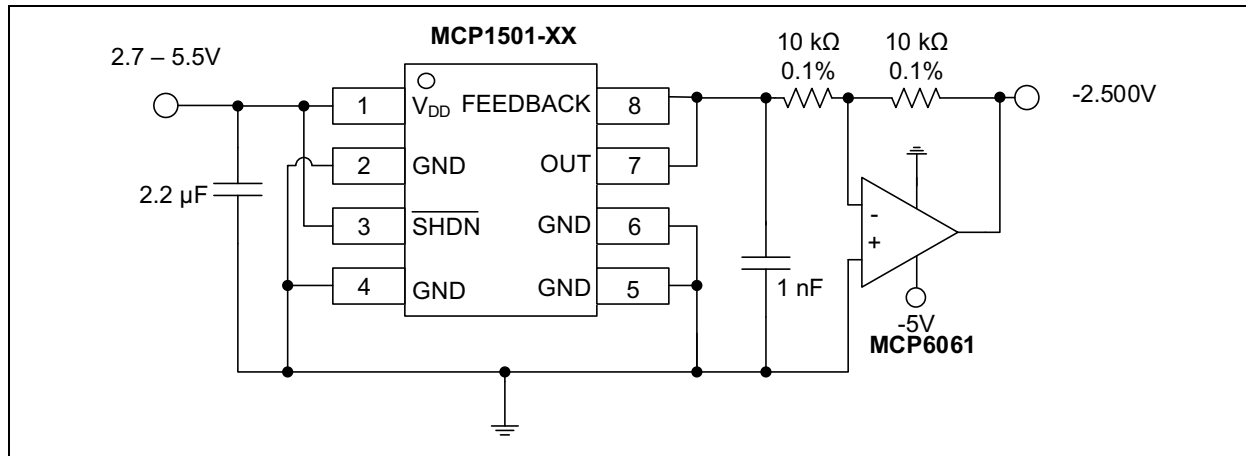 MCP1501-XX
2.7 – 5.5V
10 kΩ
0.1%
10 kΩ
0.1%
-2.500V
1
VDD
FEEDBACK
8
2
GND
OUT
7
2.2 µF
3
SHDN
GND
6
4
GND
GND
5
1 nF
-
+
-5V
MCP6061